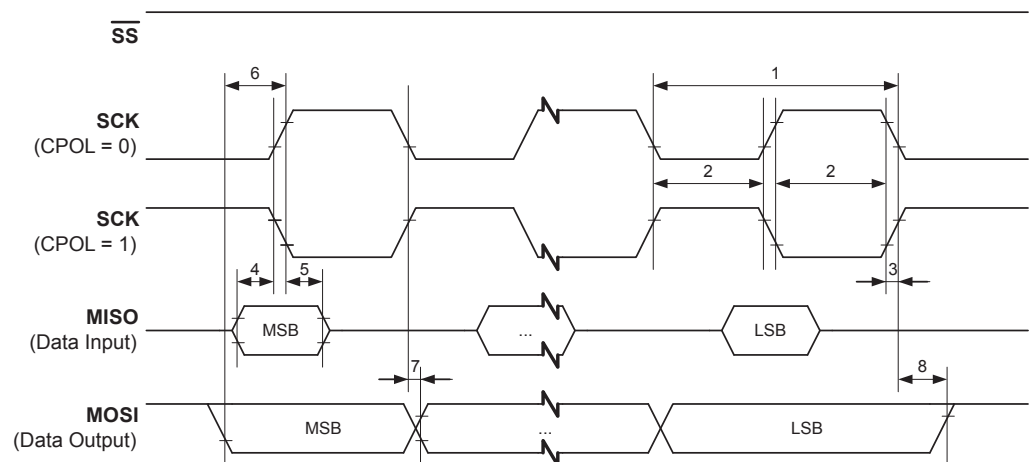 SS
6
1
SCK
(CPOL = 0)
2
2
SCK
(CPOL = 1)
4
5
3
MISO
(Data Input)
MSB
...
LSB
7
8
MOSI
(Data Output)
MSB
...
LSB